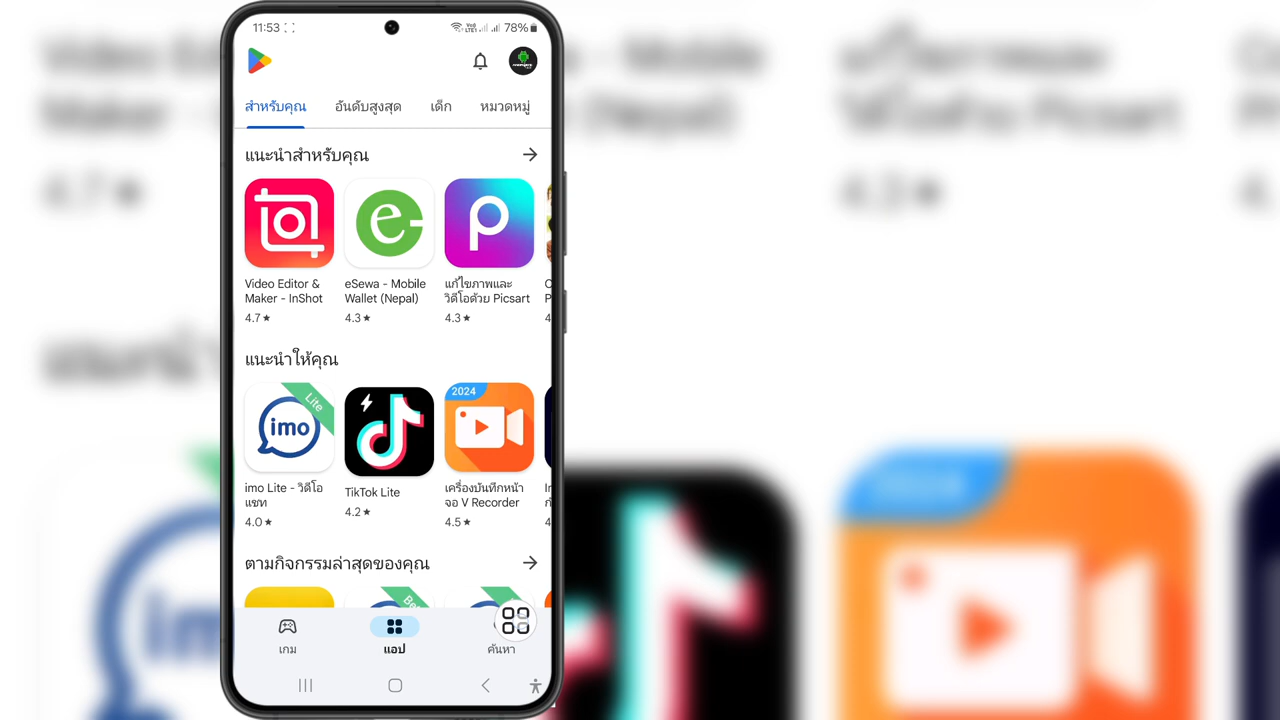 11:53
Vo) LTE1
78%
สำหรับคุณ
อันดับสูงสุด
เด็ก
หมวดหมู่
แนะนำสำหรับคุณ
Video Editor &
Maker - InShot
4.7★
eSewa - Mobile
Wallet (Nepal)
4.3★
แก้ไขภาพและ
วิดีโอด้วย Picsart
4.3★
แนะนำให้คุณ
Lite
imo
2024
imo Lite - วิดีโอ
แชท
4.0★
TikTok Lite
4.2★
เครื่องบันทึกหน้า
จอ V Recorder
4.5★
ตามกิจกรรมล่าสุดของคุณ
เกม
แอป
ค้นหา